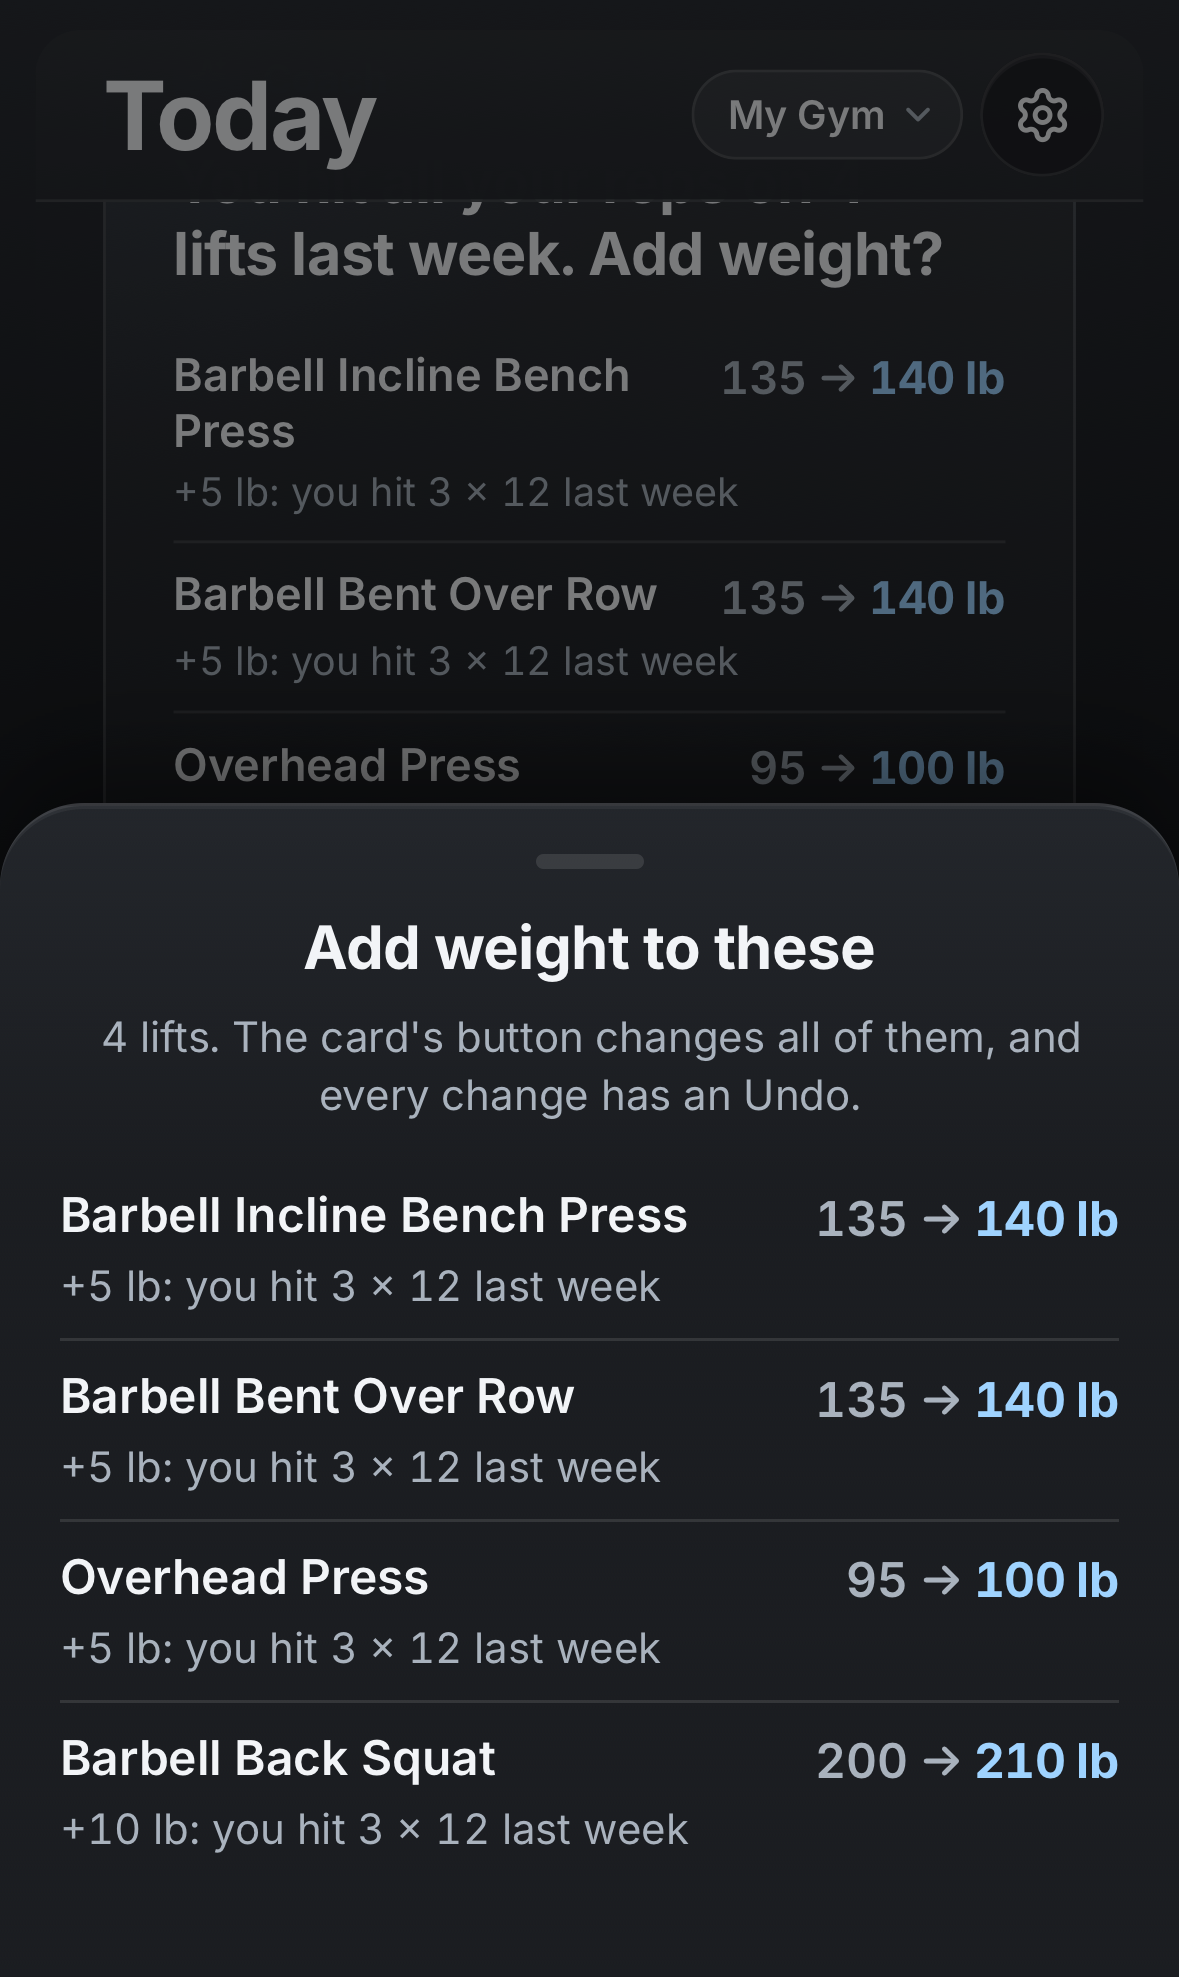 Today
My Gym
lifts last week. Add weight?
Barbell Incline Bench
Press
135 → 140 lb
+5 lb: you hit 3 × 12 last week
Barbell Bent Over Row
135 → 140 lb
+5 lb: you hit 3 × 12 last week
Overhead Press
95 → 100 lb
Add weight to these
4 lifts. The card's button changes all of them, and
every change has an Undo.
Barbell Incline Bench Press
135 → 140 lb
+5 lb: you hit 3 × 12 last week
Barbell Bent Over Row
135 → 140 lb
+5 lb: you hit 3 × 12 last week
Overhead Press
95 → 100 lb
+5 lb: you hit 3 × 12 last week
Barbell Back Squat
200 → 210 lb
+10 lb: you hit 3 × 12 last week